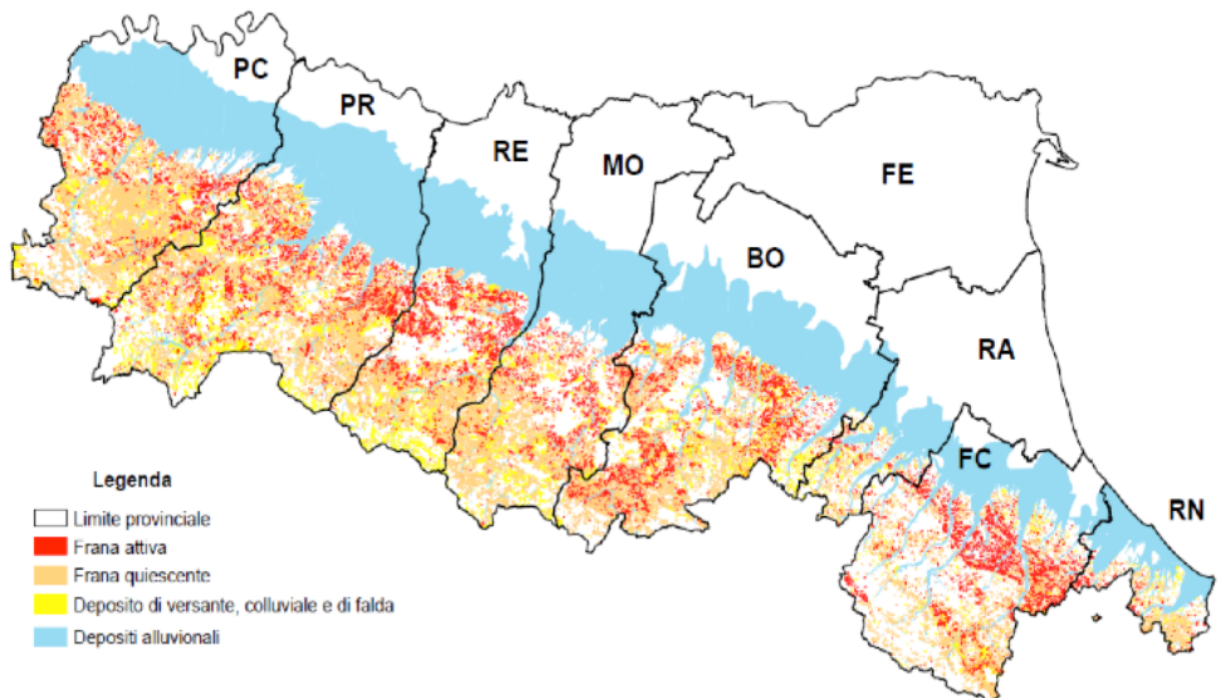 PC
PR
RE
MO
FE
BO
RA
FC
RN
Legenda
Limite provinciale
Frana attiva
Frana quiescente
Deposito di versante, colluviale e di falda
Depositi alluvionali